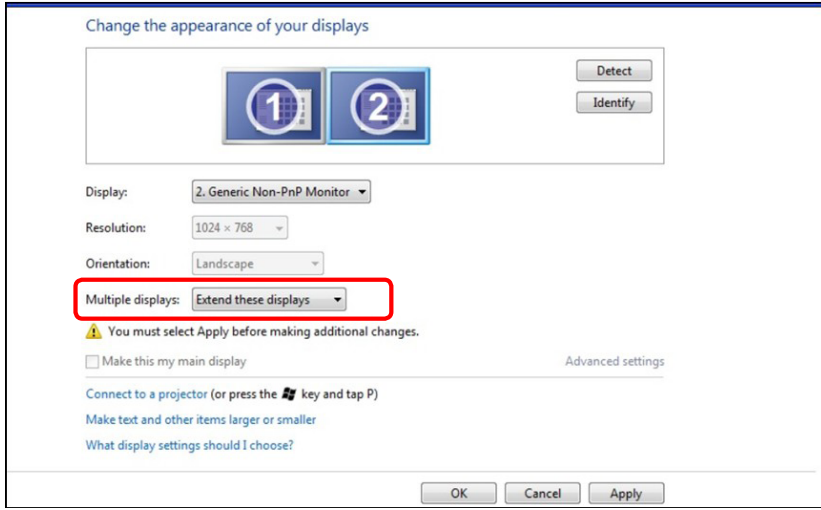 Change the appearance of your displays
1 2
Detect
Identify
Display: 2. Generic Non-PnP Monitor
Resolution: 1024 × 768
Orientation: Landscape
Multiple displays: Extend these displays
You must select Apply before making additional changes.
Make this my main display Advanced settings
Connect to a projector (or press the key and tap P)
Make text and other items larger or smaller
What display settings should I choose?
OK Cancel Apply